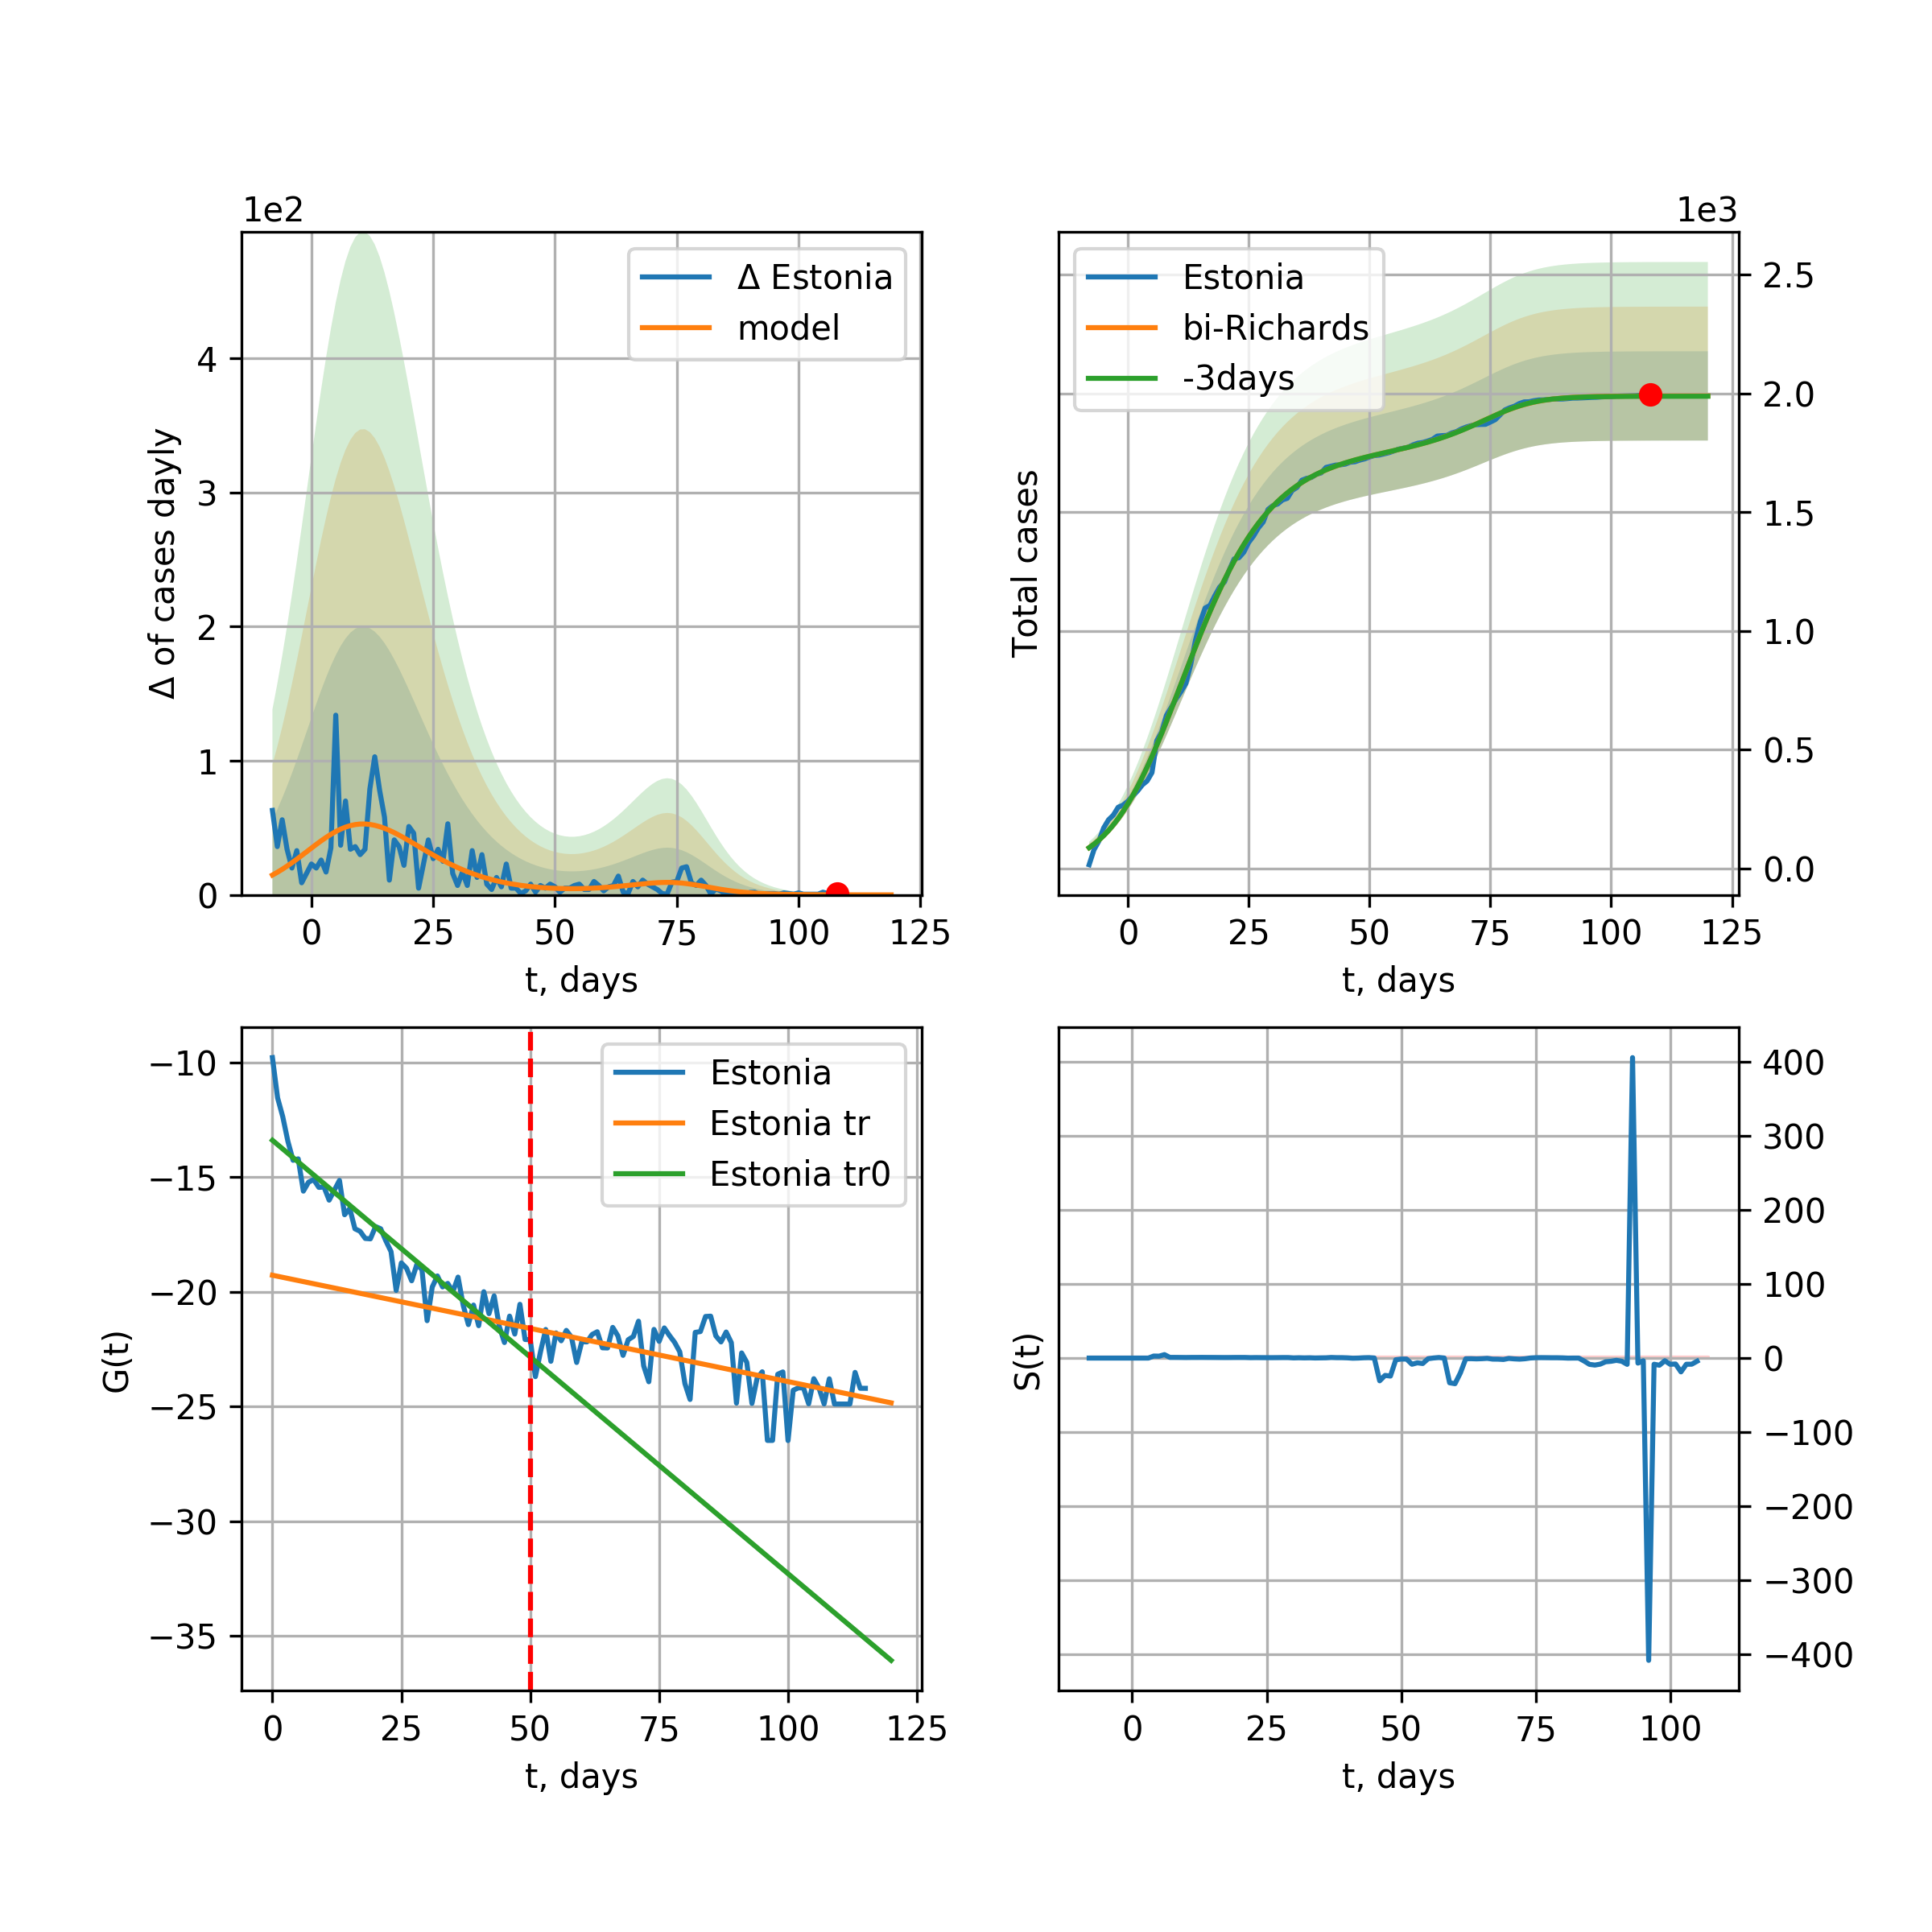 1e2
Δ Estonia
model
Δ of cases dayly
4
3
2
1
0
0 25 50 75 100 125
t, days
1e3
Estonia
bi-Richards
-3days
Total cases
2.5
2.0
1.5
1.0
0.5
0.0
0 25 50 75 100 125
t, days
Estonia
Estonia tr
Estonia tr0
G(t)
−10
−15
−20
−25
−30
−35
0 25 50 75 100 125
t, days
S(t)
400
300
200
100
0
−100
−200
−300
−400
0 25 50 75 100
t, days